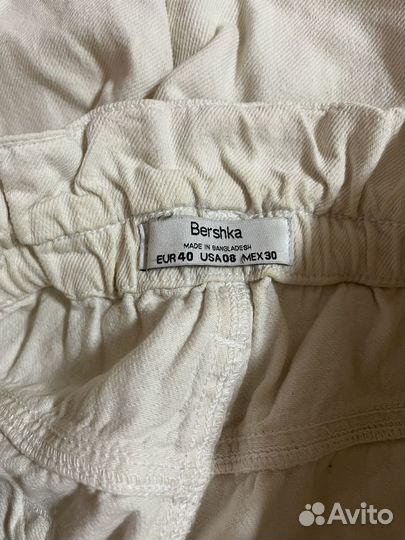 Bershka
MADE IN BANGLADESH
EUR 40 USA 08 MEX 30
Avito